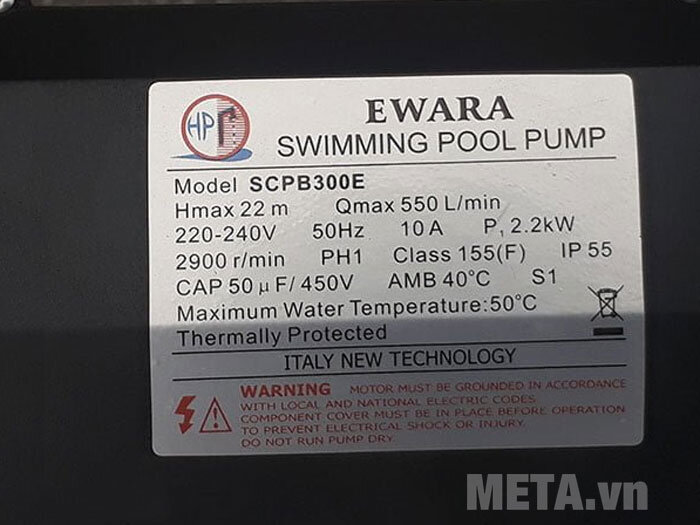 HP
EWARA
SWIMMING POOL PUMP
Model SCPB300E
Hmax 22 m Qmax 550 L/min
220-240V 50Hz 10A P2 2.2kW
2900 r/min PH1 Class 155(F) IP 55
CAP 50 μF/ 450V AMB 40°C S1
Maximum Water Temperature:50°C
Thermally Protected
ITALY NEW TECHNOLOGY
WARNING MOTOR MUST BE GROUNDED IN ACCORDANCE
WITH LOCAL AND NATIONAL ELECTRIC CODES.
COMPONENT COVER MUST BE IN PLACE BEFORE OPERATION
TO PREVENT ELECTRICAL SHOCK OR INJURY.
DO NOT RUN PUMP DRY.
META.vn